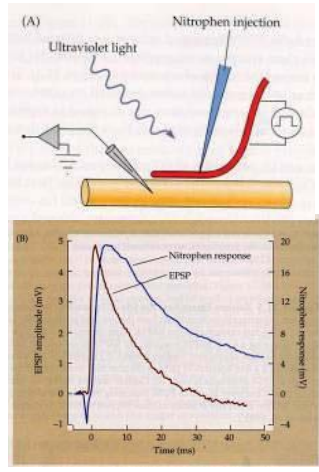 (A)
Nitrophen injection
Ultraviolet light
(B)
5
4
3
2
1
0
−1
EPSP amplitude (mV)
Nitrophen response
EPSP
20
16
12
8
4
0
−4
Nitrophen response (mV)
0
10
20
30
40
50
Time (ms)